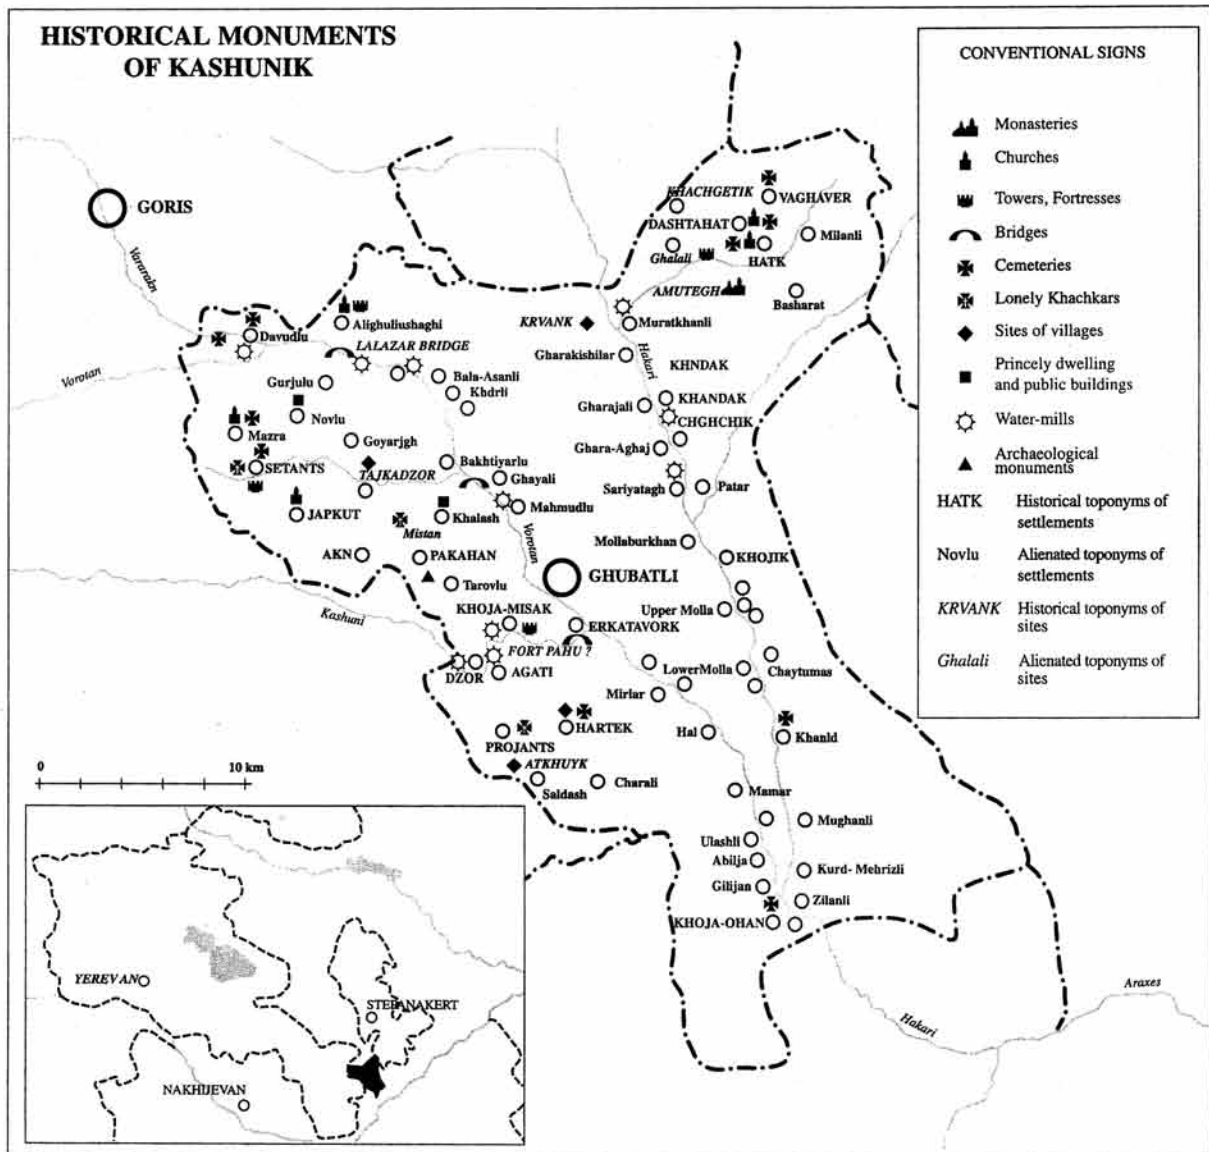 HISTORICAL MONUMENTS
OF KASHUNIK
CONVENTIONAL SIGNS
Monasteries
Churches
Towers, Fortresses
Bridges
Cemeteries
Lonely Khachkars
Sites of villages
Princely dwelling
and public buildings
Water-mills
Archaeological
monuments
HATK Historical toponyms of
settlements
Novlu Alienated toponyms of
settlements
KRVANK Historical toponyms of
sites
Ghalali Alienated toponyms of
sites
GORIS
Vararakn
Vorotan
KHACHGETIK
VAGHAVER
DASHTAHAT
Milanli
Ghalali
HATK
AMUTEGH
Basharat
KRVANK
Muratkhanli
Alighuliushaghi
Davudlu
LALAZAR BRIDGE
Gharakishilar
Hakari
KHNDAK
Gurjulu
Bala-Asanli
Khdrli
KHANDAK
Gharajali
CHGHCHIK
Novlu
Mazra
Goyarjgh
Ghara-Aghaj
SETANTS
TAJKADZOR
Bakhtiyarlu
Ghayali
Sariyatagh
Patar
JAPKUT
Khalash
Mahmudlu
Mistan
Vorotan
Mollaburkhan
AKN
PAKAHAN
KHOJIK
GHUBATLI
Tarovlu
Kashuni
KHOJA-MISAK
Upper Molla
ERKATAVORK
FORT PAHU ?
DZOR
AGATI
LowerMolla
Chaytumas
Mirlar
HARTEK
Hal
Khanld
PROJANTS
ATKHUYK
Saldash
Charali
Mamar
Mughanli
Ulashli
Abilja
Kurd- Mehrizli
Gilijan
Zilanli
KHOJA-OHAN
Hakari
Araxes
0 10 km
YEREVAN
STEPANAKERT
NAKHIJEVAN